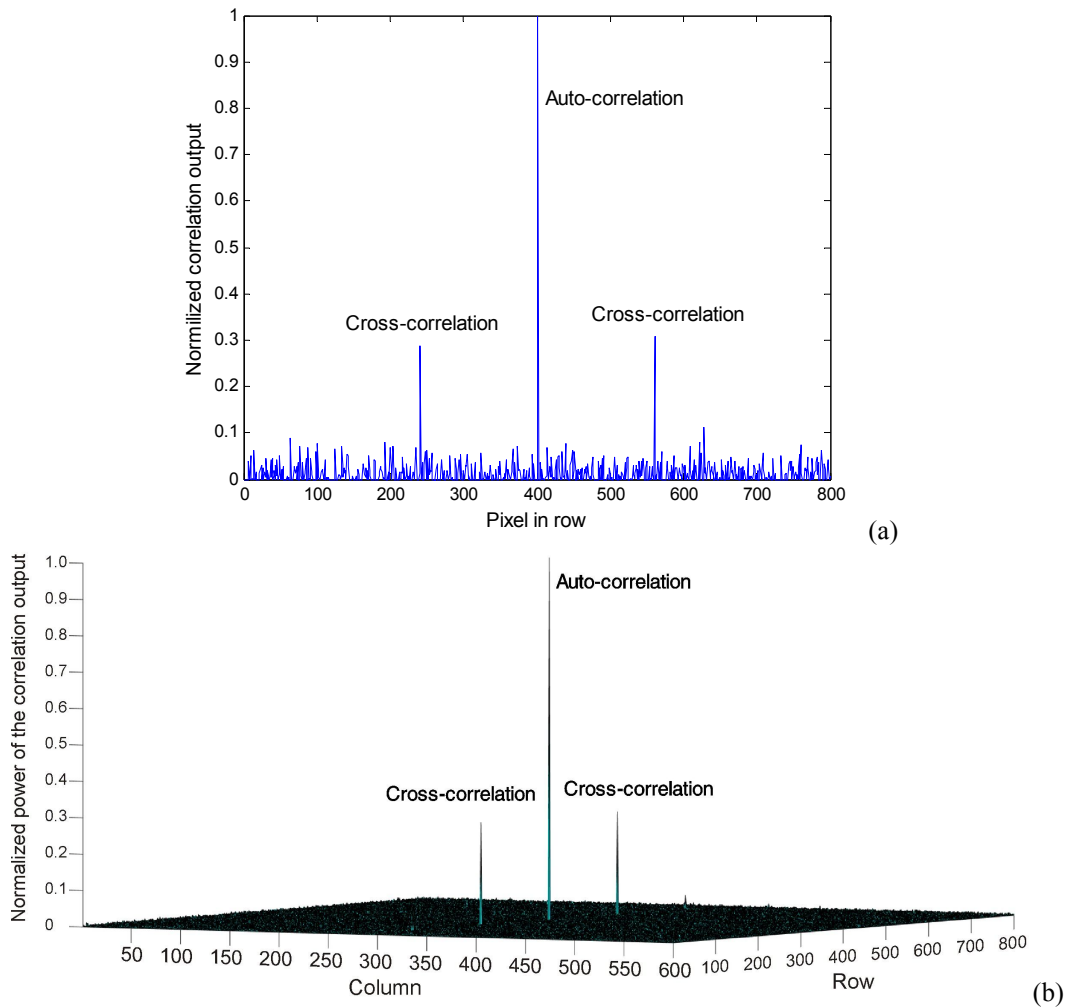 1
0.9
0.8
0.7
0.6
0.5
0.4
0.3
0.2
0.1
0
Normilized correlation output
Auto-correlation
Cross-correlation
Cross-correlation
0 100 200 300 400 500 600 700 800
Pixel in row
(a)
1.0
0.9
0.8
0.7
0.6
0.5
0.4
0.3
0.2
0.1
0
Normalized power of the correlation output
Auto-correlation
Cross-correlation
Cross-correlation
50 100 150 200 250 300 350 400 450 500 550 600
Column
100 200 300 400 500 600 700 800
Row
(b)